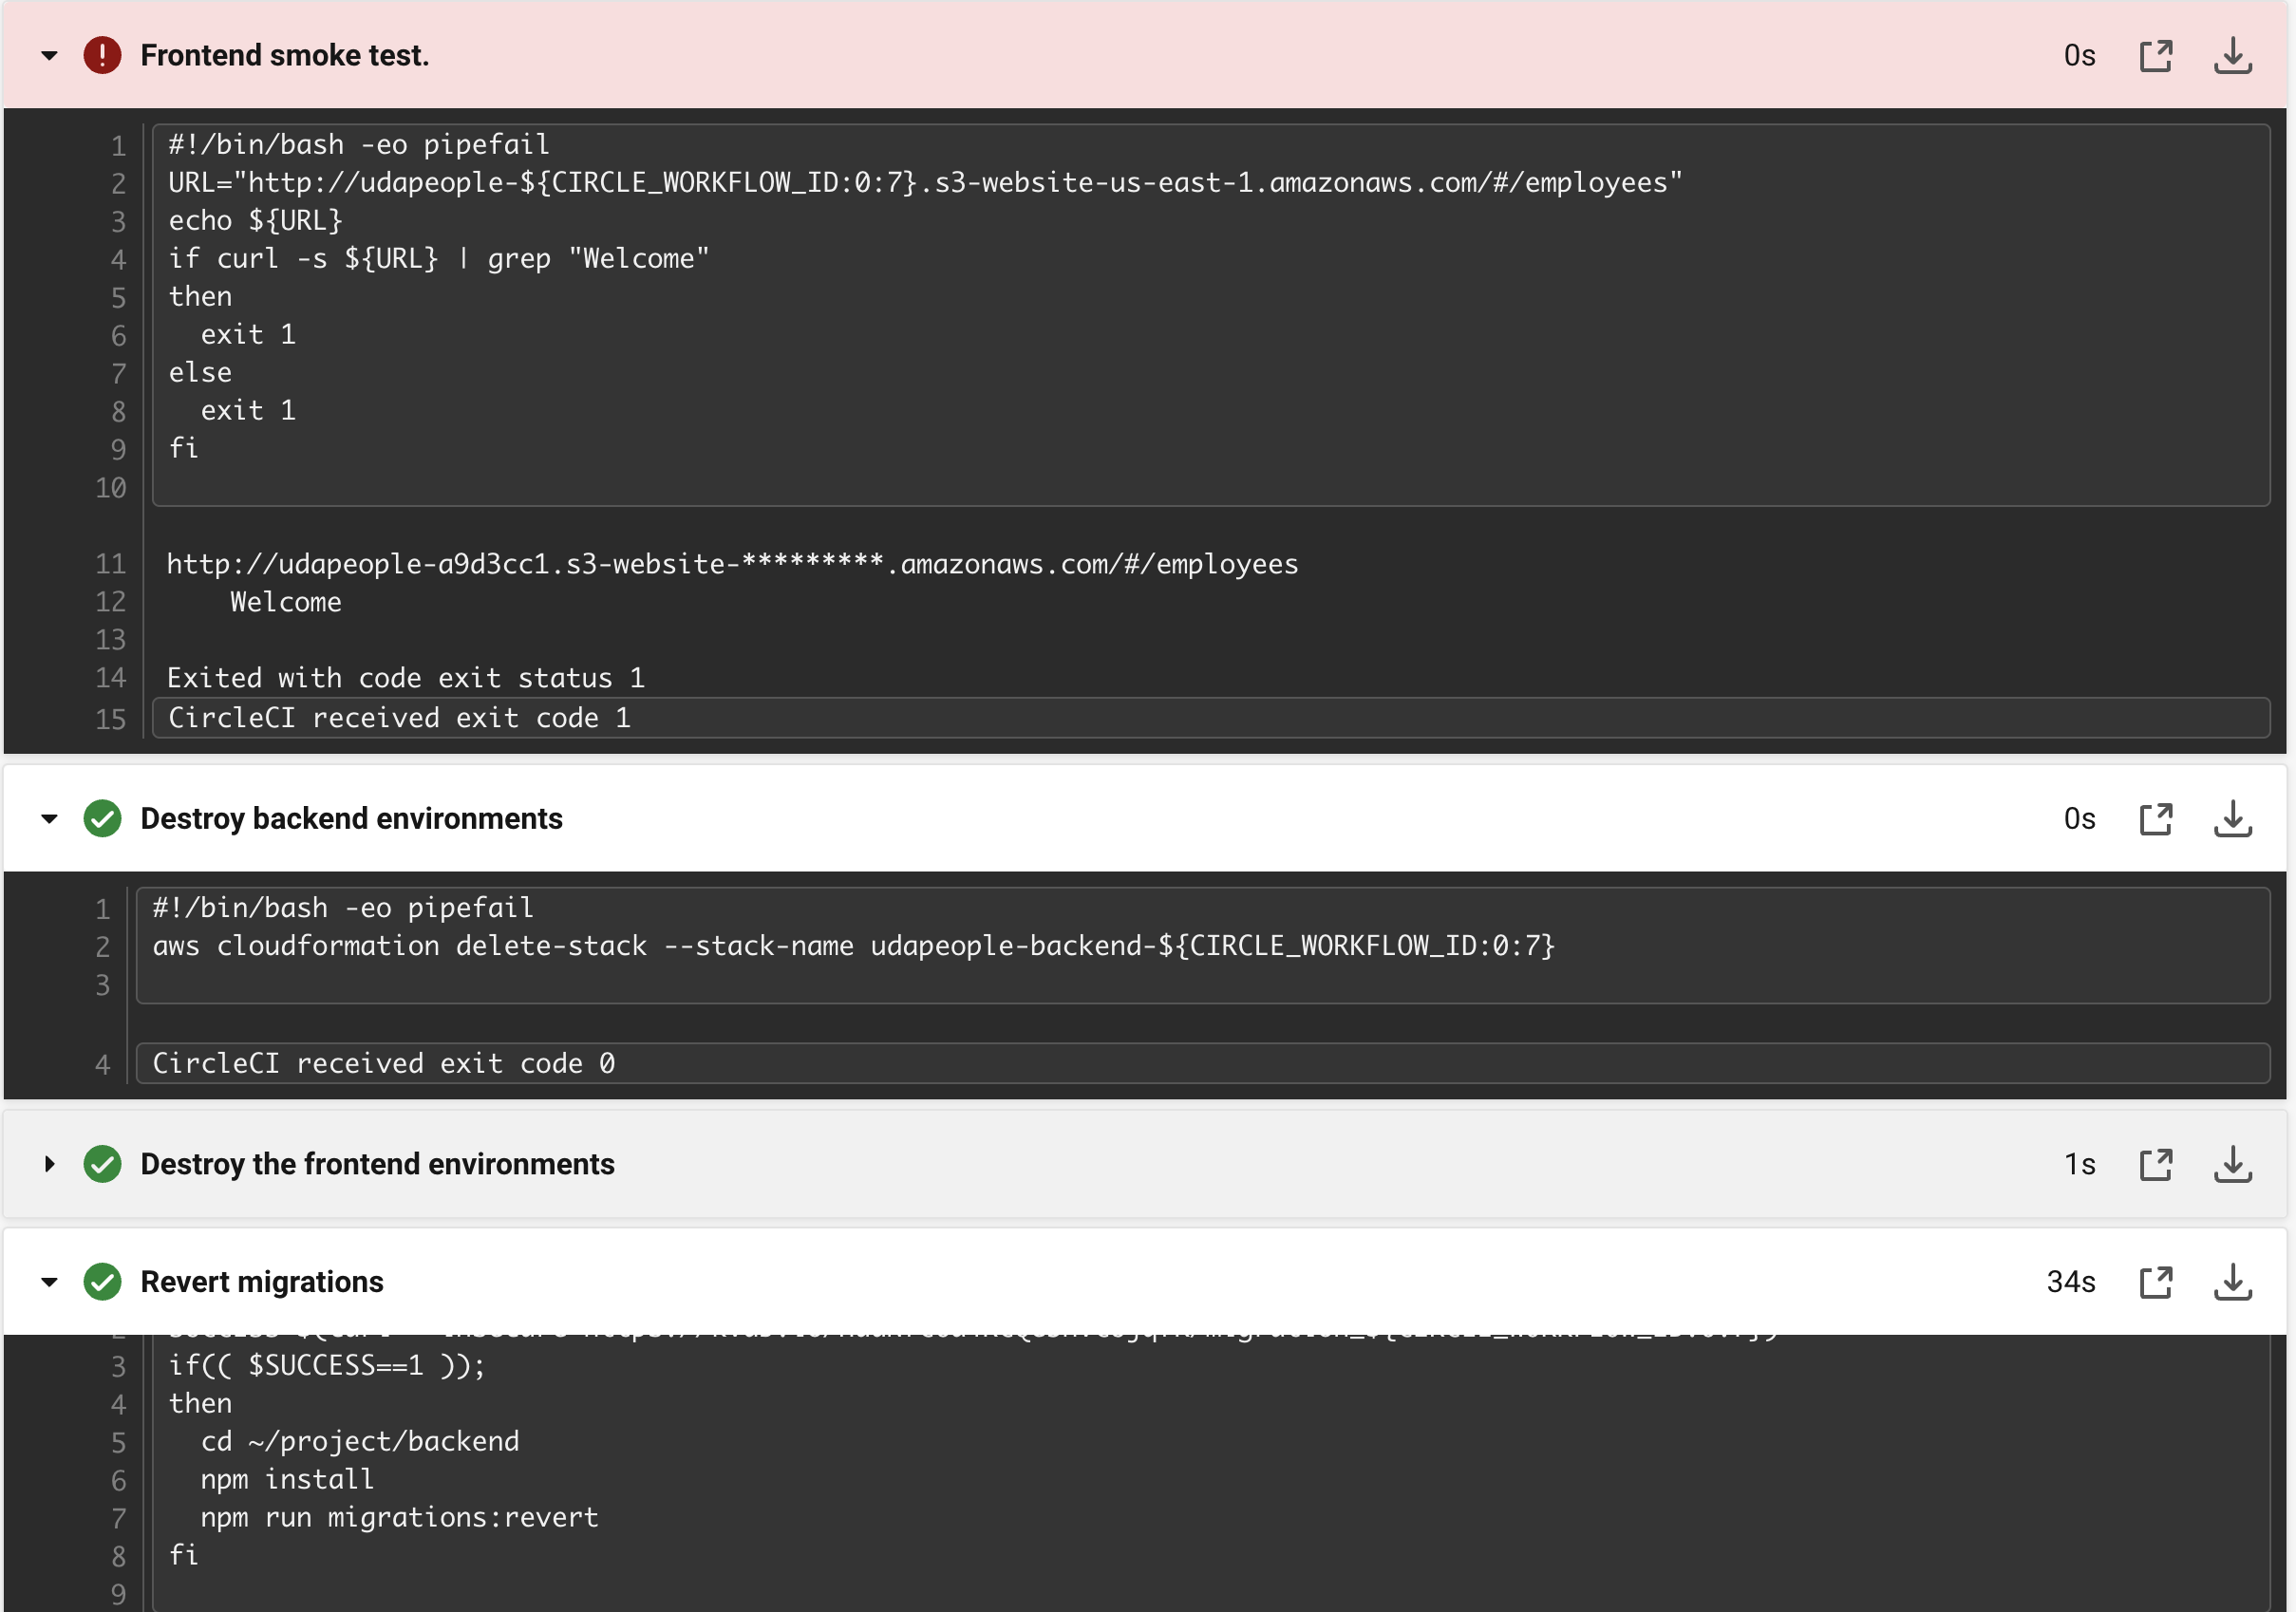 Frontend smoke test.
0s
1 #!/bin/bash -eo pipefail
2 URL="http://udapeople-${CIRCLE_WORKFLOW_ID:0:7}.s3-website-us-east-1.amazonaws.com/#/employees"
3 echo ${URL}
4 if curl -s ${URL} | grep "Welcome"
5 then
6   exit 1
7 else
8   exit 1
9 fi
10
11 http://udapeople-a9d3cc1.s3-website-*********.amazonaws.com/#/employees
12     Welcome
13
14 Exited with code exit status 1
15 CircleCI received exit code 1
Destroy backend environments
0s
1 #!/bin/bash -eo pipefail
2 aws cloudformation delete-stack --stack-name udapeople-backend-${CIRCLE_WORKFLOW_ID:0:7}
3
4 CircleCI received exit code 0
Destroy the frontend environments
1s
Revert migrations
34s
3 if(( $SUCCESS==1 ));
4 then
5   cd ~/project/backend
6   npm install
7   npm run migrations:revert
8 fi
9